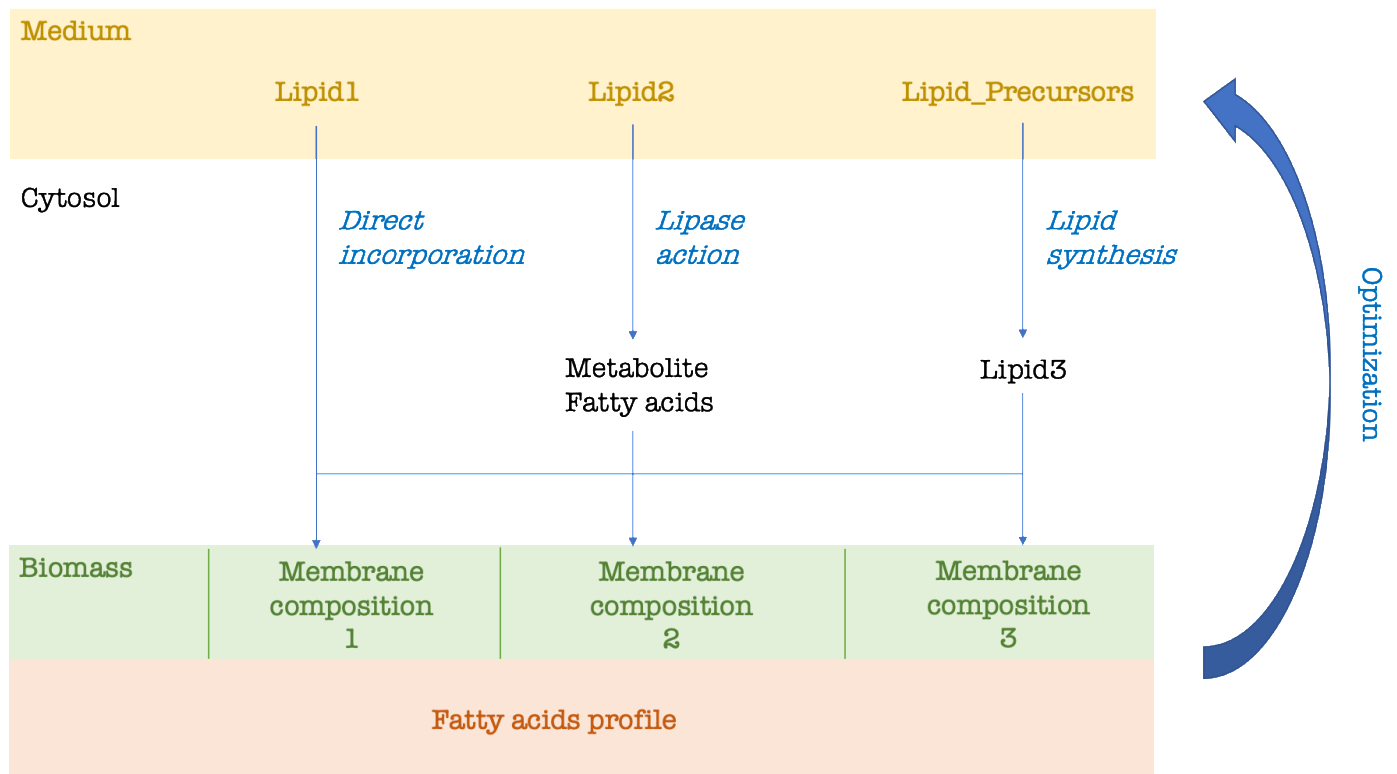 Medium
Lipid1
Lipid2
Lipid_Precursors
Cytosol
Direct
incorporation
Lipase
action
Lipid
synthesis
Optimization
Metabolite
Fatty acids
Lipid3
Biomass
Membrane
composition
1
Membrane
composition
2
Membrane
composition
3
Fatty acids profile